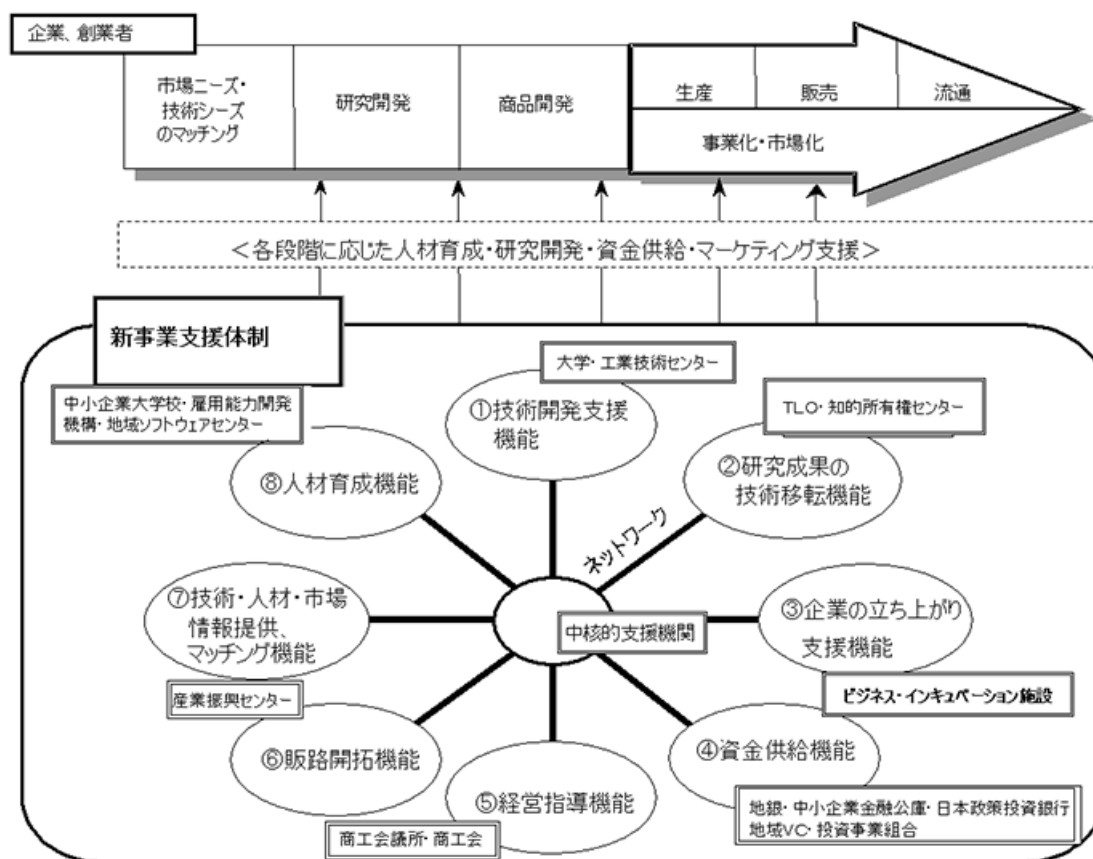 企業、創業者
市場ニーズ・
技術シーズ
のマッチング
研究開発
商品開発
生産
販売
流通
事業化・市場化
<各段階に応じた人材育成・研究開発・資金供給・マーケティング支援>
新事業支援体制
大学・工業技術センター
①技術開発支援
機能
TLO・知的所有権センター
②研究成果の
技術移転機能
中小企業大学校・雇用能力開発
機構・地域ソフトウェアセンター
⑧人材育成機能
ネットワーク
⑦技術・人材・市場
情報提供、
マッチング機能
産業振興センター
中核的支援機関
③企業の立ち上がり
支援機能
ビジネス・インキュベーション施設
⑥販路開拓機能
⑤経営指導機能
商工会議所・商工会
④資金供給機能
地銀・中小企業金融公庫・日本政策投資銀行
地域VC・投資事業組合